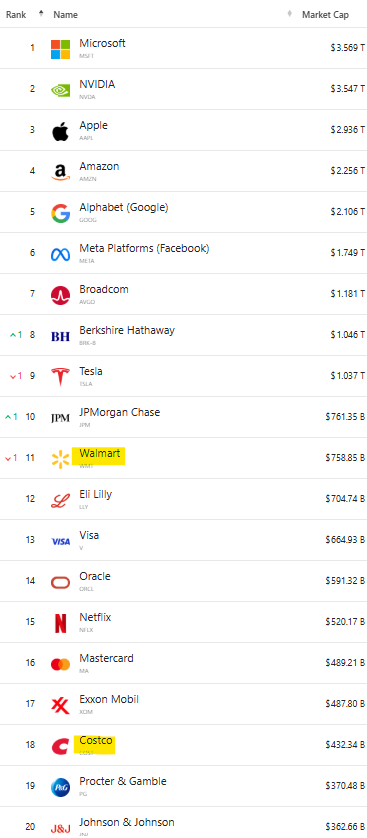 Rank Name Market Cap
1 Microsoft $3.569 T
MSFT
2 NVIDIA $3.547 T
NVDA
3 Apple $2.936 T
AAPL
4 Amazon $2.256 T
AMZN
5 Alphabet (Google) $2.106 T
GOOG
6 Meta Platforms (Facebook) $1.749 T
META
7 Broadcom $1.181 T
AVGO
1 8 BH Berkshire Hathaway $1.046 T
BRK-B
1 9 Tesla $1.037 T
TSLA
1 10 JPM JPMorgan Chase $761.35 B
JPM
1 11 Walmart $758.85 B
WMT
12 Lilly Eli Lilly $704.74 B
LLY
13 VISA Visa $664.93 B
V
14 Oracle $591.32 B
ORCL
15 N Netflix $520.17 B
NFLX
16 Mastercard $489.21 B
MA
17 Exxon Mobil $487.80 B
XOM
18 Costco $432.34 B
19 P&G Procter & Gamble $370.48 B
PG
20 J&J Johnson & Johnson $362.66 B
JNJ